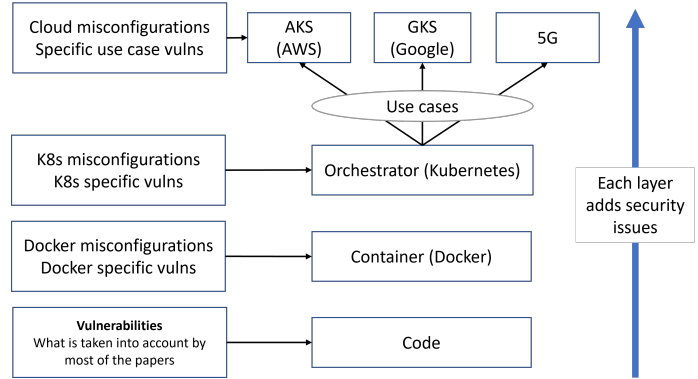 Cloud misconfigurations
Specific use case vulns
AKS
(AWS)
GKS
(Google)
5G
Use cases
K8s misconfigurations
K8s specific vulns
Orchestrator (Kubernetes)
Each layer
adds security
issues
Docker misconfigurations
Docker specific vulns
Container (Docker)
Vulnerabilities
What is taken into account by
most of the papers
Code